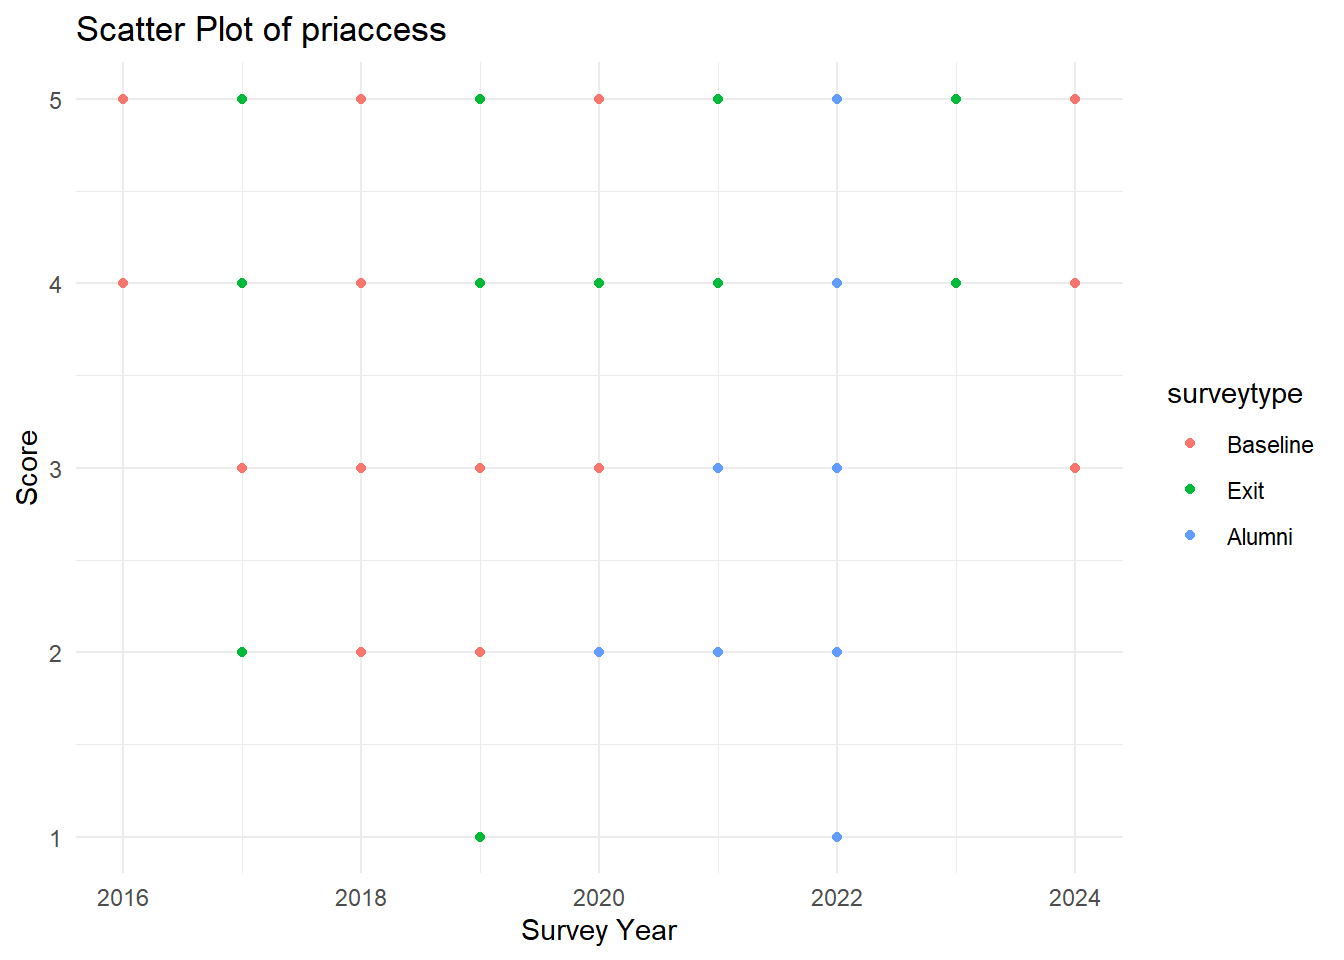 Scatter Plot of priaccess
5
4
3
2
1
Score
2016 2018 2020 2022 2024
Survey Year
surveytype
Baseline
Exit
Alumni